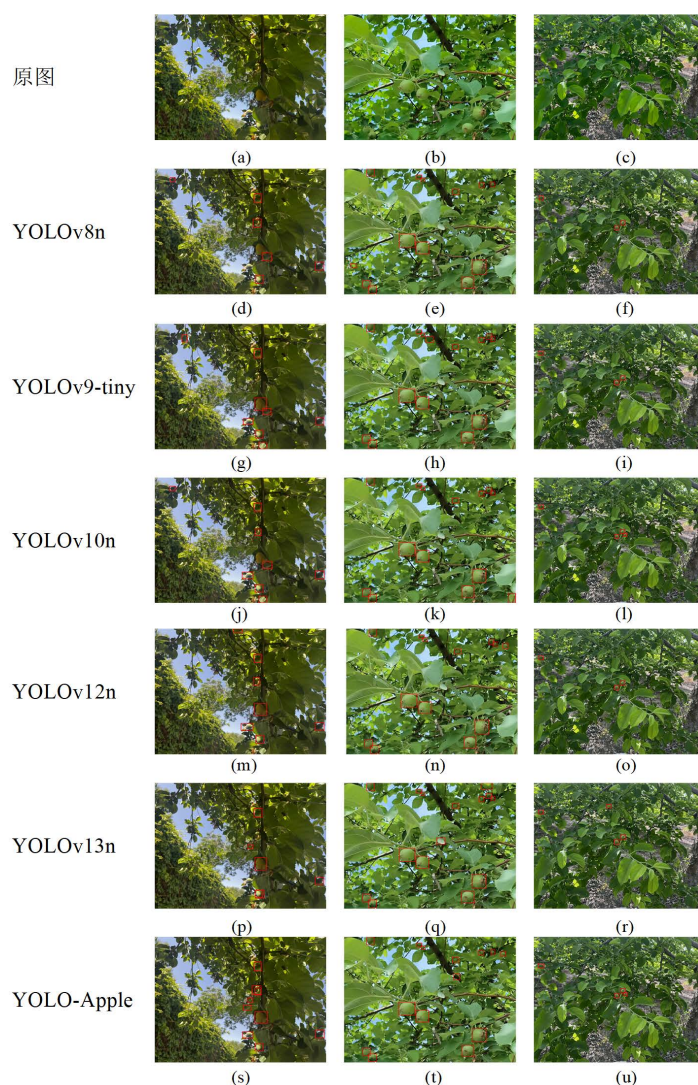 原图
(a) (b) (c)
YOLOv8n
(d) (e) (f)
YOLOv9-tiny
(g) (h) (i)
YOLOv10n
(j) (k) (l)
YOLOv12n
(m) (n) (o)
YOLOv13n
(p) (q) (r)
YOLO-Apple
(s) (t) (u)